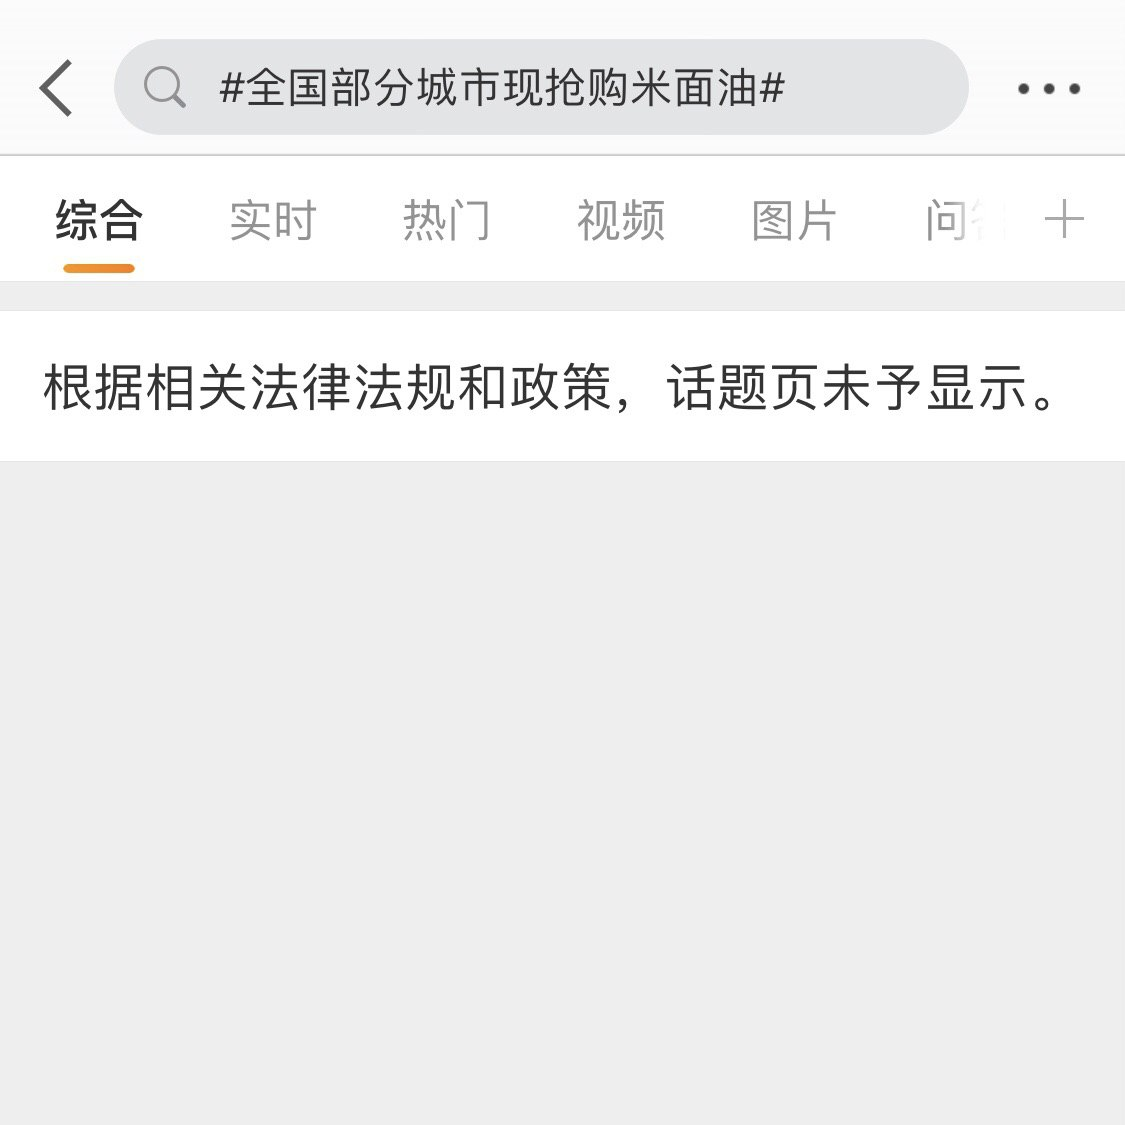 #全国部分城市现抢购米面油#
综合 实时 热门 视频 图片 问答
根据相关法律法规和政策，话题页未予显示。